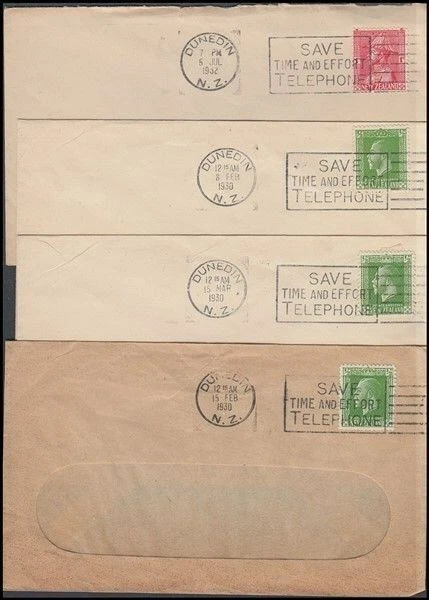 DUNEDIN
7 PM
6 JUL
1932
N.Z.
SAVE
TIME AND EFFORT
TELEPHONE
NEW ZEALAND
DUNEDIN
12 15 AM
8 FEB
1930
N.Z.
SAVE
TIME AND EFFORT
TELEPHONE
DUNEDIN
12 15 AM
15 MAR
1930
N.Z.
SAVE
TIME AND EFFORT
TELEPHONE
DUNEDIN
12 15 AM
15 FEB
1930
N.Z.
SAVE
TIME AND EFFORT
TELEPHONE